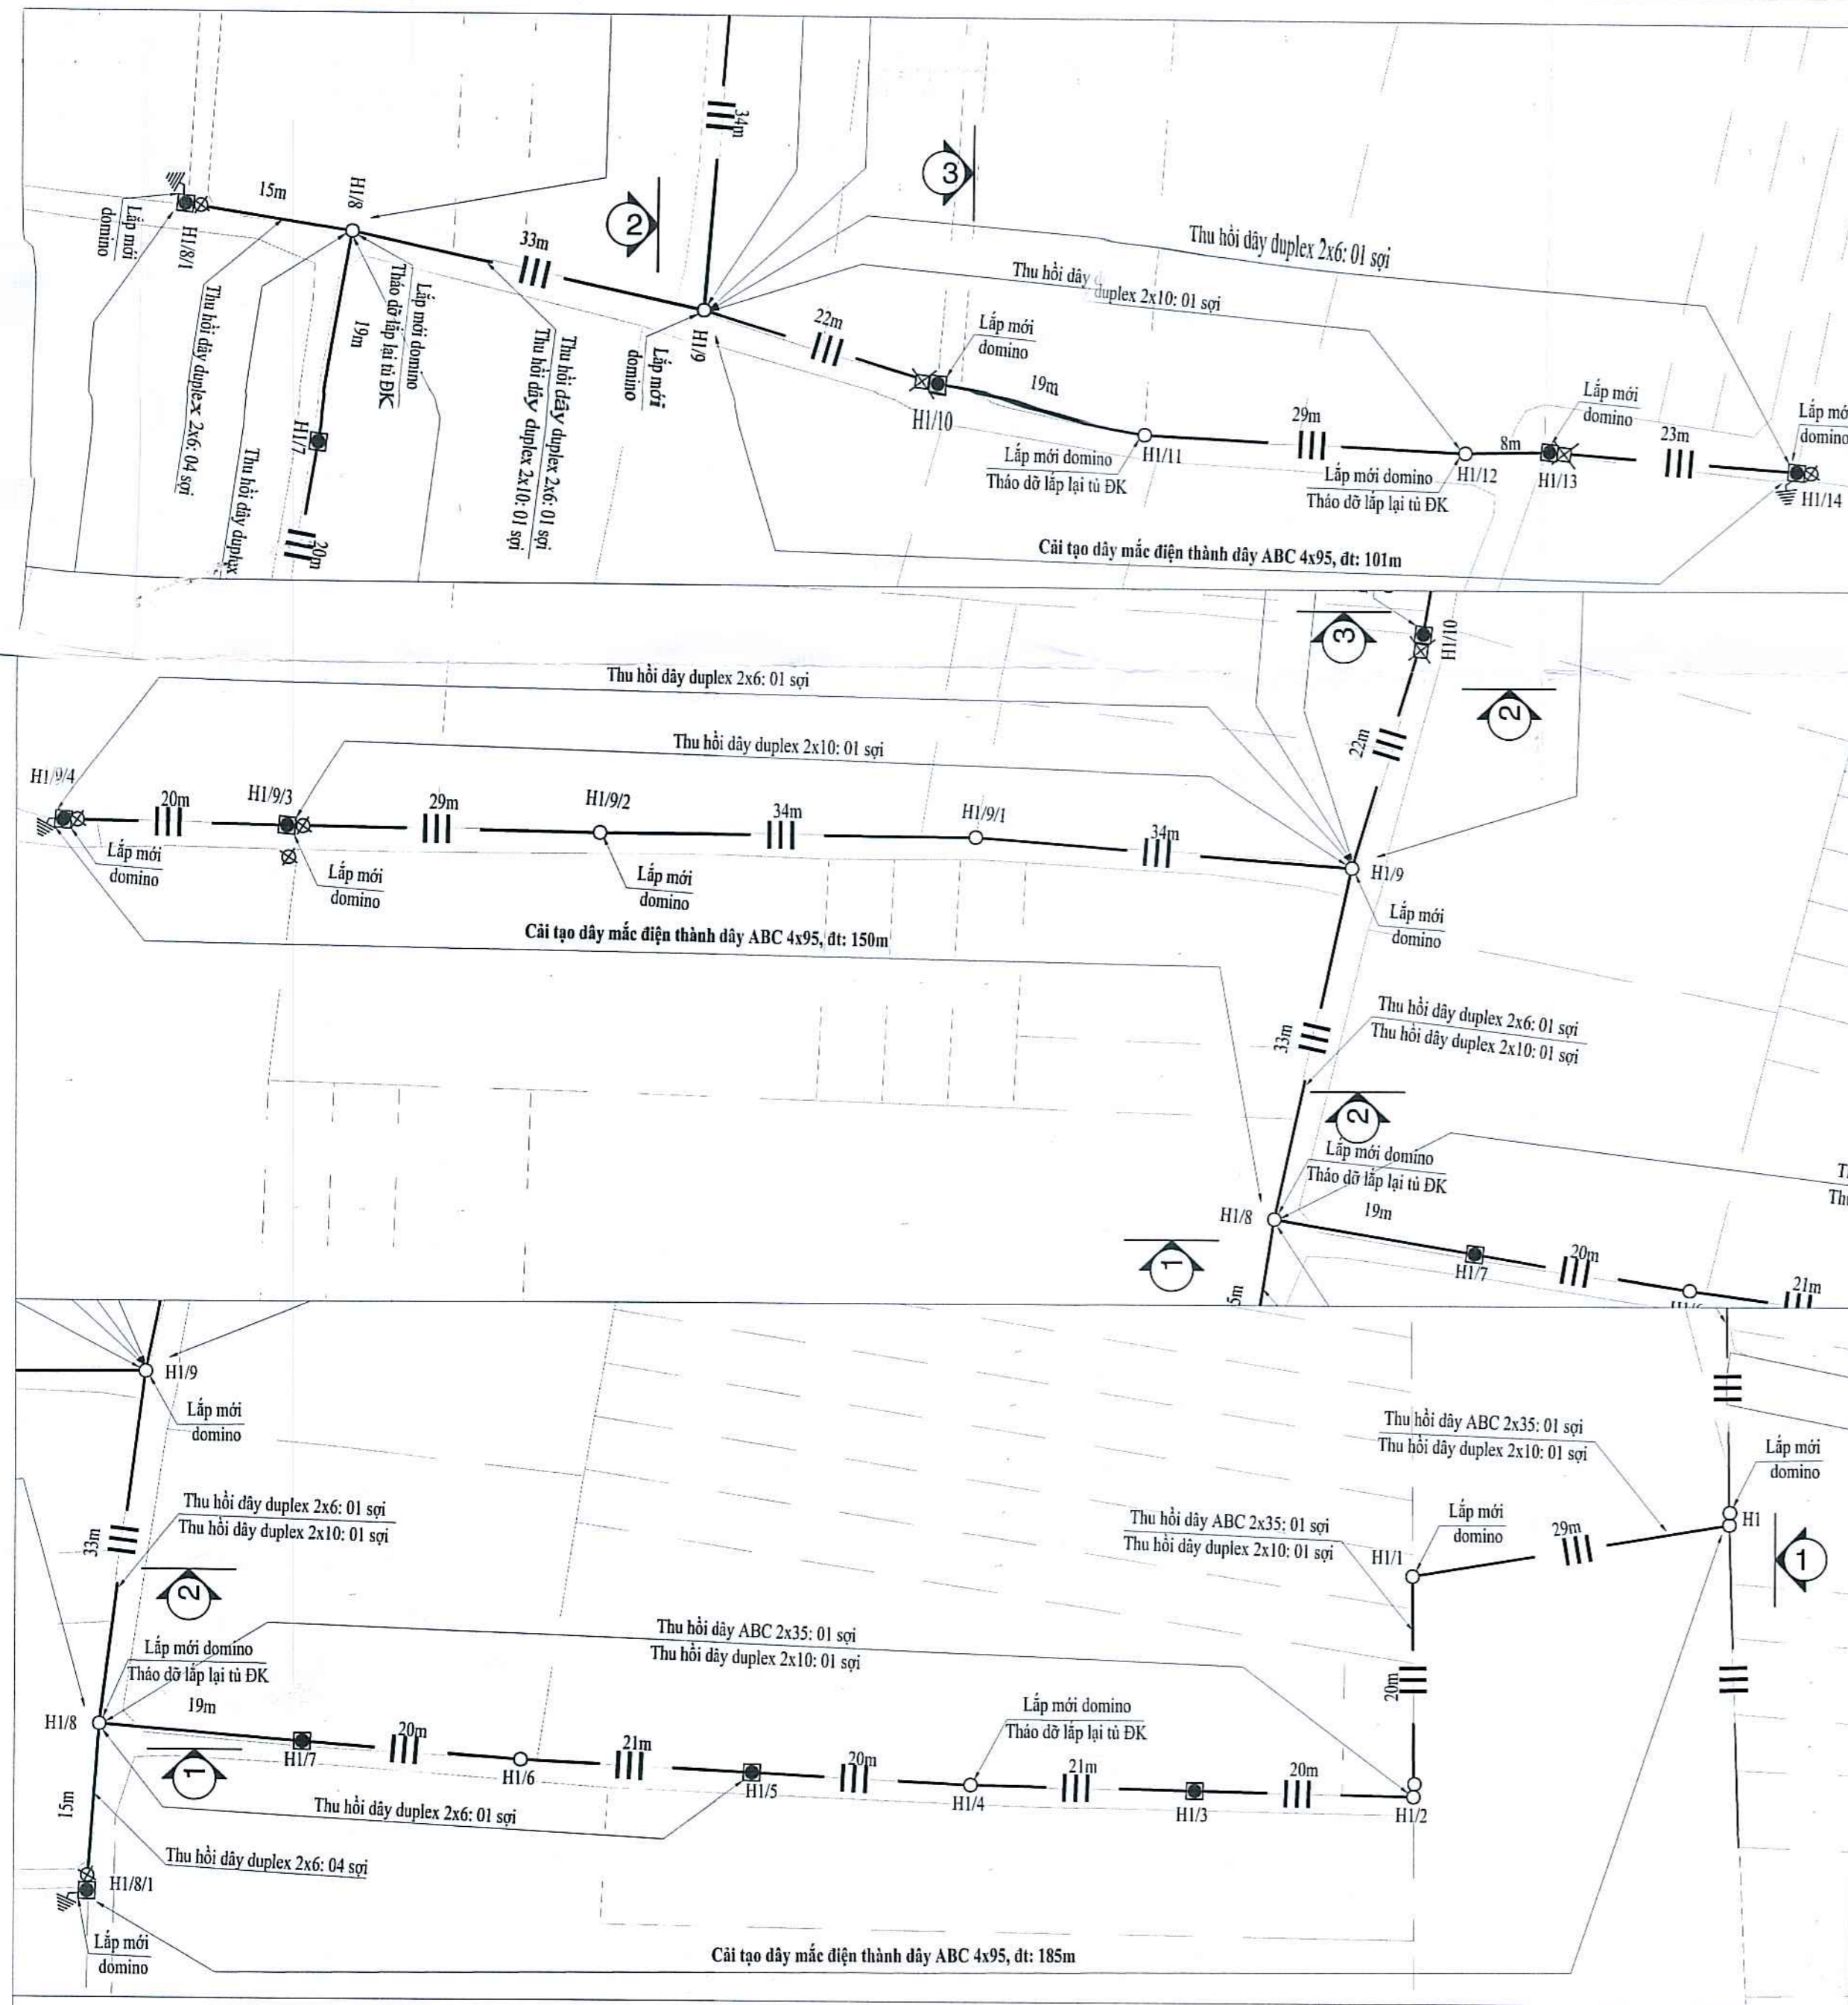 34m
3
15m
H1/8
2
33m
Thu hồi dây duplex 2x6: 01 sợi
Thu hồi dây duplex 2x10: 01 sợi
Lắp mới
domino
H1/8/1
Thu hồi dây duplex 2x6: 04 sợi
Thu hồi dây duplex
19m
Lắp mới domino
Tháo dỡ lắp lại tủ ĐK
H1/7
20m
Thu hồi dây duplex 2x6: 01 sợi
Thu hồi dây duplex 2x10: 01 sợi
Lắp mới
domino
H1/9
22m
Lắp mới
domino
H1/10
19m
H1/11
Lắp mới domino
Tháo dỡ lắp lại tủ ĐK
29m
H1/12
Lắp mới domino
Tháo dỡ lắp lại tủ ĐK
8m
Lắp mới
domino
H1/13
23m
domino
H1/14
Cải tạo dây mắc điện thành dây ABC 4x95, đt: 101m
3
H1/10
2
22m
Thu hồi dây duplex 2x6: 01 sợi
Thu hồi dây duplex 2x10: 01 sợi
H1/9/4
20m
H1/9/3
29m
H1/9/2
34m
H1/9/1
34m
H1/9
Lắp mới
domino
Lắp mới
domino
Lắp mới
domino
Lắp mới
domino
Cải tạo dây mắc điện thành dây ABC 4x95, đt: 150m
Thu hồi dây duplex 2x6: 01 sợi
Thu hồi dây duplex 2x10: 01 sợi
33m
2
Lắp mới domino
Tháo dỡ lắp lại tủ ĐK
H1/8
19m
1
H1/7
20m
21m
5m
H1/9
Lắp mới
domino
Thu hồi dây ABC 2x35: 01 sợi
Thu hồi dây duplex 2x10: 01 sợi
Lắp mới
domino
H1
1
29m
Lắp mới
domino
H1/1
Thu hồi dây ABC 2x35: 01 sợi
Thu hồi dây duplex 2x10: 01 sợi
20m
33m
Thu hồi dây duplex 2x6: 01 sợi
Thu hồi dây duplex 2x10: 01 sợi
2
Thu hồi dây ABC 2x35: 01 sợi
Thu hồi dây duplex 2x10: 01 sợi
Lắp mới domino
Tháo dỡ lắp lại tủ ĐK
H1/8
19m
1
H1/7
20m
H1/6
21m
H1/5
20m
Lắp mới domino
Tháo dỡ lắp lại tủ ĐK
H1/4
21m
H1/3
20m
H1/2
Thu hồi dây duplex 2x6: 01 sợi
15m
Thu hồi dây duplex 2x6: 04 sợi
H1/8/1
Lắp mới
domino
Cải tạo dây mắc điện thành dây ABC 4x95, đt: 185m